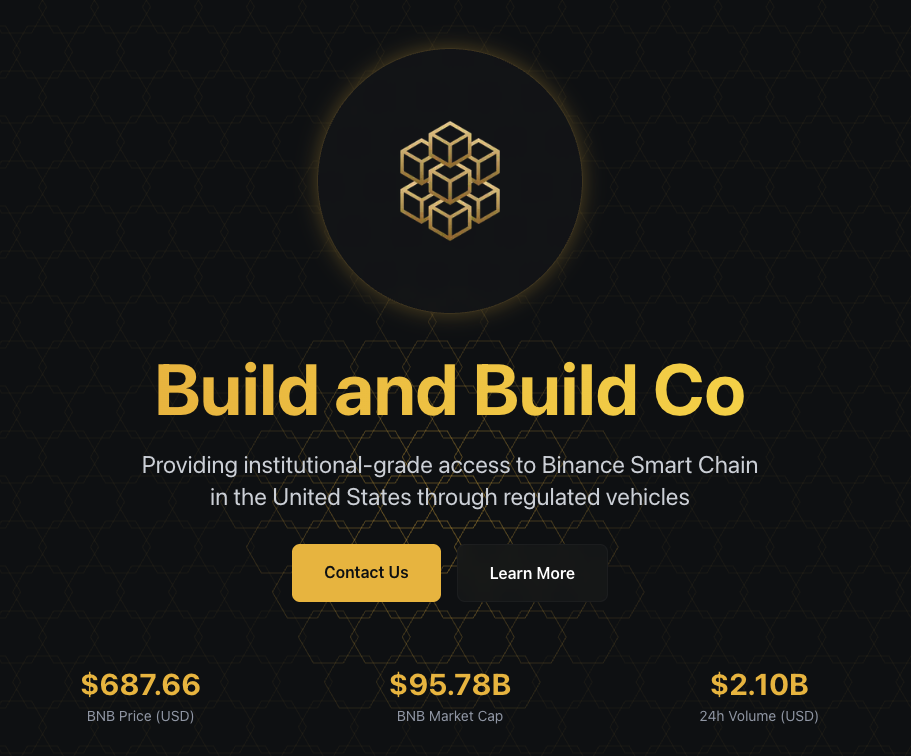 Build and Build Co
Providing institutional-grade access to Binance Smart Chain
in the United States through regulated vehicles
Contact Us
Learn More
$687.66
BNB Price (USD)
$95.78B
BNB Market Cap
$2.10B
24h Volume (USD)